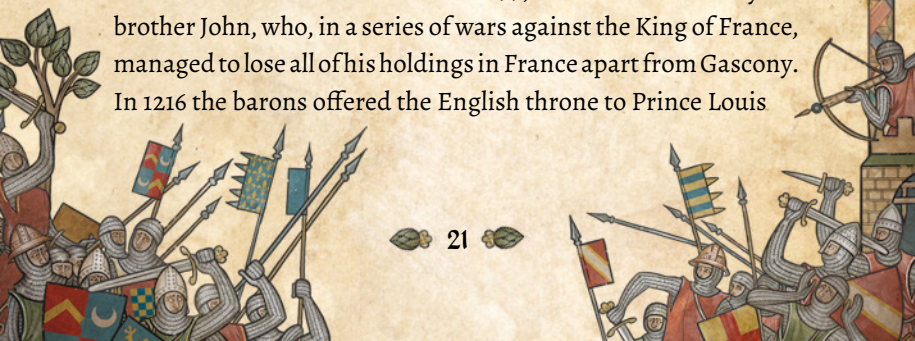 brother John, who, in a series of wars against the King of France,
managed to lose all of his holdings in France apart from Gascony.
In 1216 the barons offered the English throne to Prince Louis
21